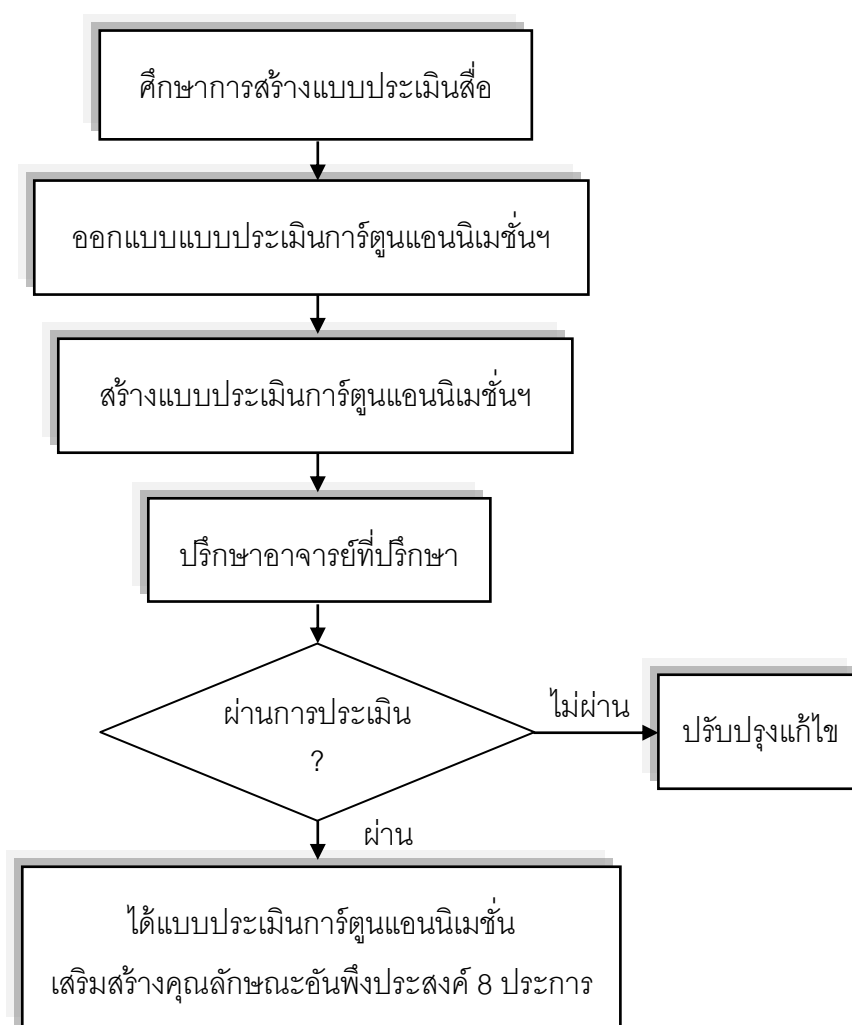 ศึกษาการสร้างแบบประเมินสื่อ
ออกแบบแบบประเมินการ์ตูนแอนนิเมชั่นฯ
สร้างแบบประเมินการ์ตูนแอนนิเมชั่นฯ
ปรึกษาอาจารย์ที่ปรึกษา
ผ่านการประเมิน
?
ไม่ผ่าน
ปรับปรุงแก้ไข
ผ่าน
ได้แบบประเมินการ์ตูนแอนนิเมชั่น
เสริมสร้างคุณลักษณะอันพึงประสงค์ 8 ประการ